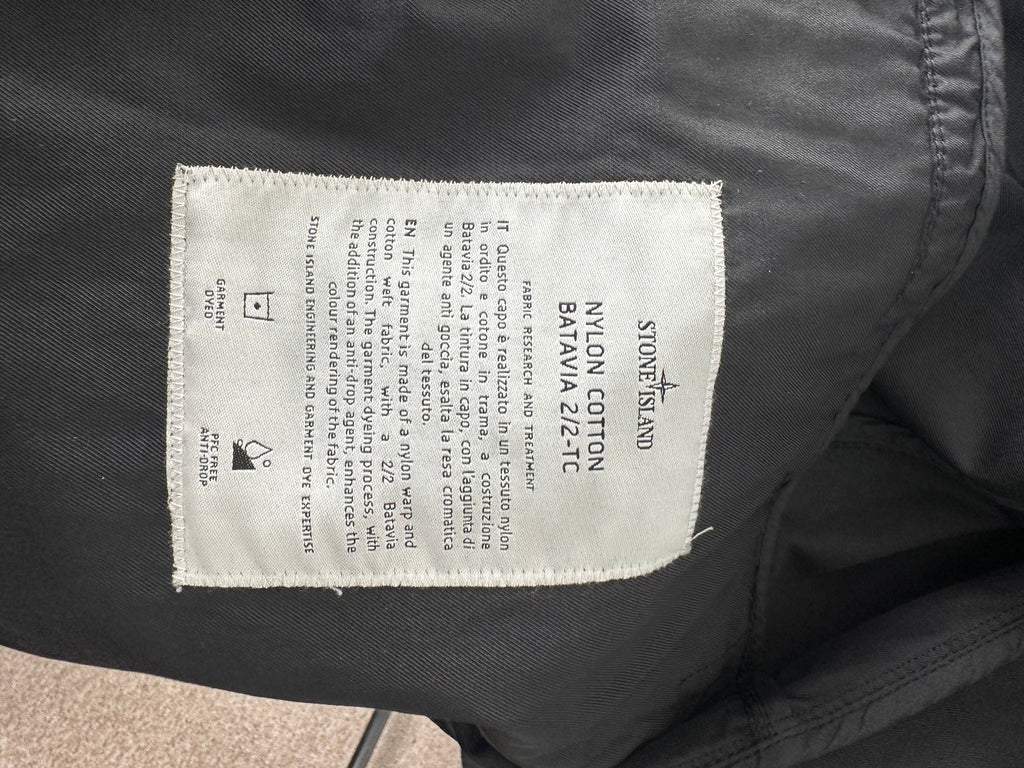 STONE ISLAND
NYLON COTTON
BATAVIA 2/2-TC
FABRIC RESEARCH AND TREATMENT
IT Questo capo è realizzato in un tessuto nylon
in ordito e cotone in trama, a costruzione
Batavia 2/2. La tintura in capo, con l'aggiunta di
un agente anti goccia, esalta la resa cromatica
del tessuto.
EN This garment is made of a nylon warp and
cotton weft fabric, with a 2/2 Batavia
construction. The garment dyeing process, with
the addition of an anti-drop agent, enhances the
colour rendering of the fabric.
STONE ISLAND ENGINEERING AND GARMENT DYE EXPERTISE
GARMENT
DYED
PFC FREE
ANTI-DROP